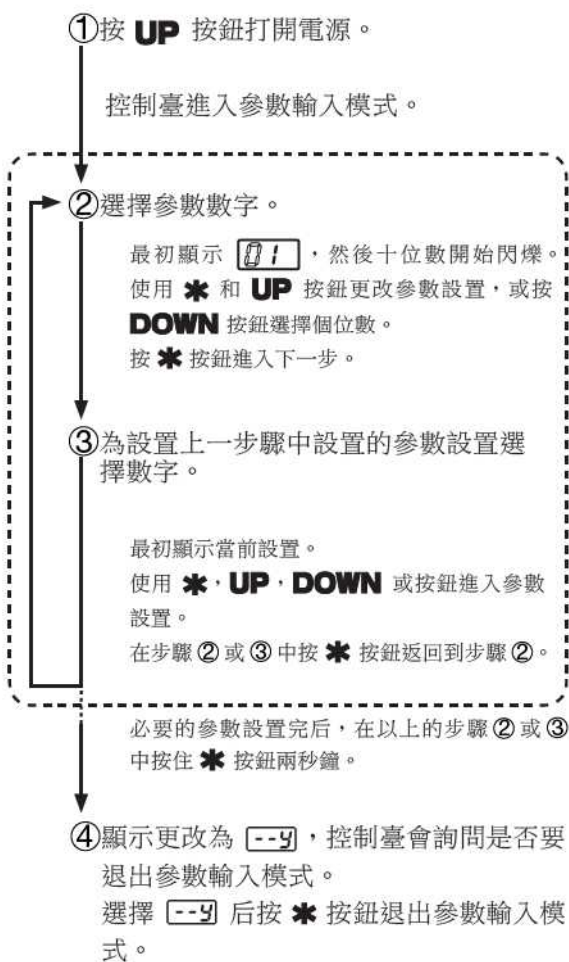 ①按 UP 按鈕打開電源。
控制臺進入參數輸入模式。
②選擇參數數字。
最初顯示 01 ，然後十位數開始閃爍。
使用 ✱ 和 UP 按鈕更改參數設置，或按
DOWN 按鈕選擇個位數。
按 ✱ 按鈕進入下一步。
③為設置上一步驟中設置的參數設置選
擇數字。
最初顯示當前設置。
使用 ✱，UP，DOWN 或按鈕進入參數
設置。
在步驟 ② 或 ③ 中按 ✱ 按鈕返回到步驟 ②。
必要的參數設置完后，在以上的步驟 ② 或 ③
中按住 ✱ 按鈕兩秒鐘。
④顯示更改為 --y ，控制臺會詢問是否要
退出參數輸入模式。
選擇 --y 后按 ✱ 按鈕退出參數輸入模
式。